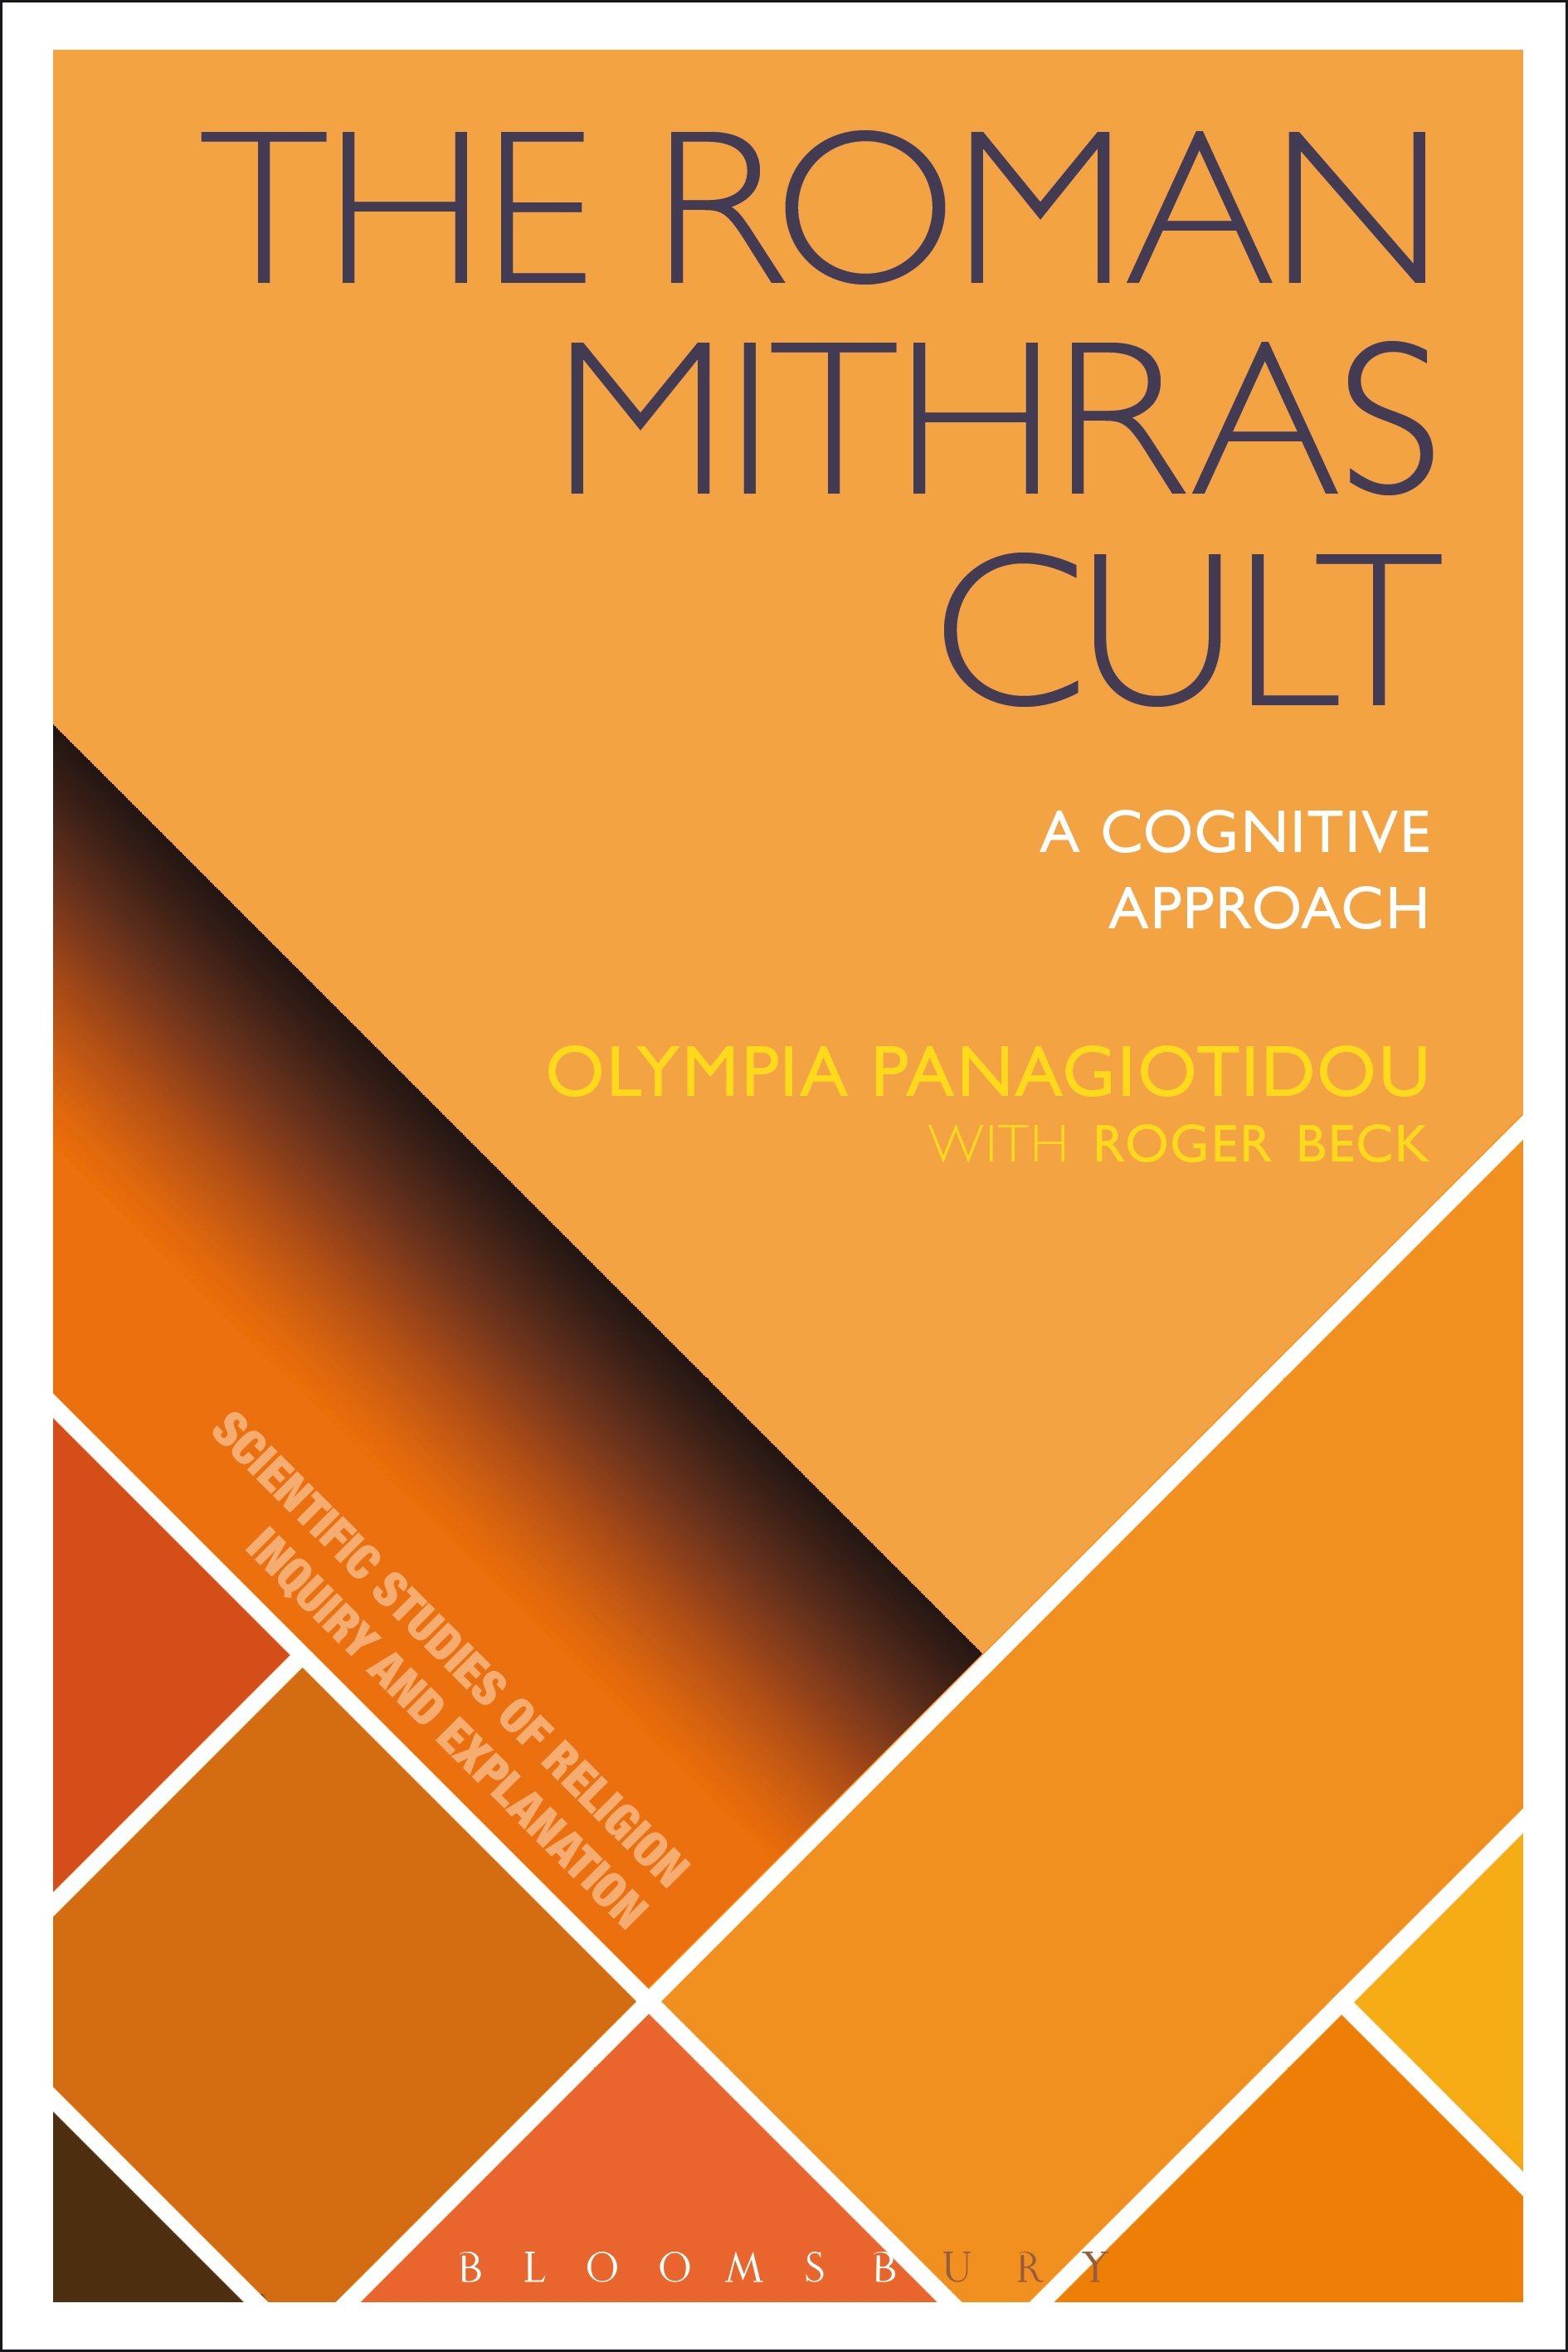 THE ROMAN
MITHRAS
CULT
A COGNITIVE
APPROACH
OLYMPIA PANAGIOTIDOU
WITH ROGER BECK
SCIENTIFIC STUDIES OF RELIGION
INQUIRY AND EXPLANATION
BLOOMSBURY